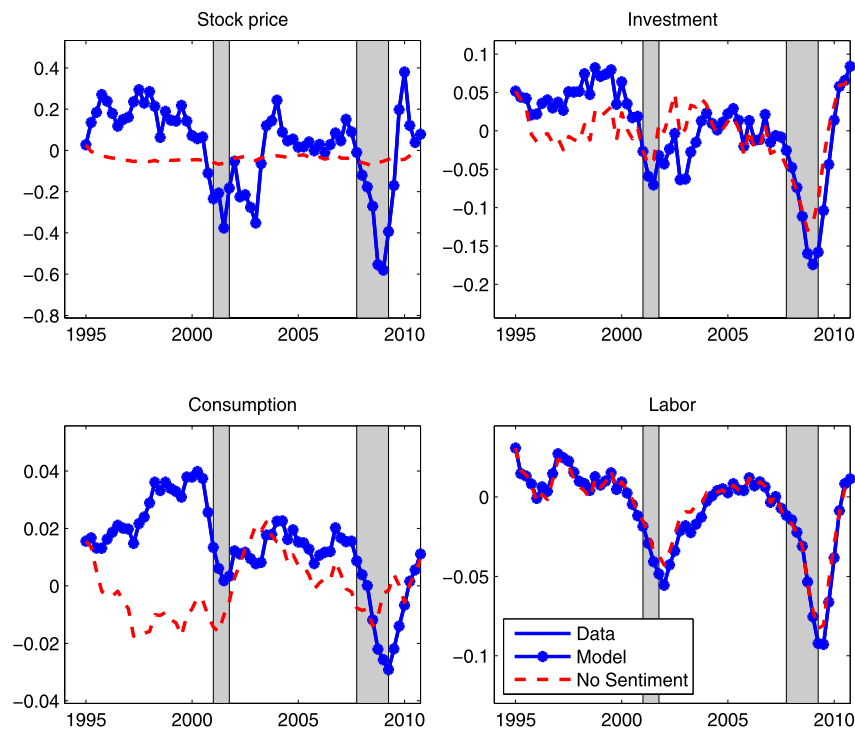 Stock price
0.4
0.2
0
−0.2
−0.4
−0.6
−0.8
1995 2000 2005 2010
Investment
0.1
0.05
0
−0.05
−0.1
−0.15
−0.2
1995 2000 2005 2010
Consumption
0.04
0.02
0
−0.02
−0.04
1995 2000 2005 2010
Labor
0
−0.05
−0.1
1995 2000 2005 2010
Data
Model
No Sentiment